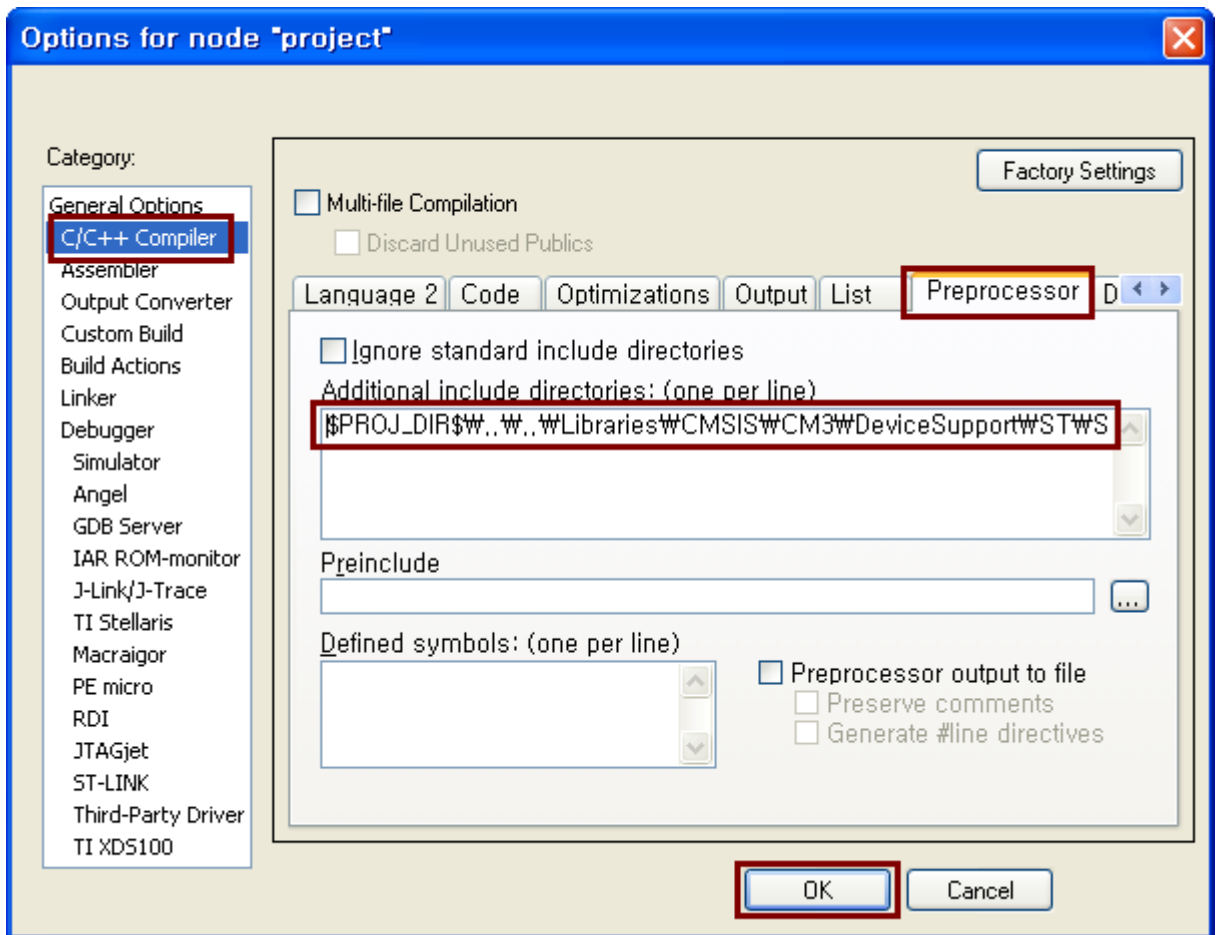 Options for node "project"
Category:
General Options
C/C++ Compiler
Assembler
Output Converter
Custom Build
Build Actions
Linker
Debugger
Simulator
Angel
GDB Server
IAR ROM-monitor
J-Link/J-Trace
TI Stellaris
Macraigor
PE micro
RDI
JTAGjet
ST-LINK
Third-Party Driver
TI XDS100
Factory Settings
Multi-file Compilation
Discard Unused Publics
Language 2 Code Optimizations Output List Preprocessor D
Ignore standard include directories
Additional include directories: (one per line)
$PROJ_DIR$₩..₩..₩Libraries₩CMSIS₩CM3₩DeviceSupport₩ST₩S
Preinclude
...
Defined symbols: (one per line)
Preprocessor output to file
Preserve comments
Generate #line directives
OK Cancel